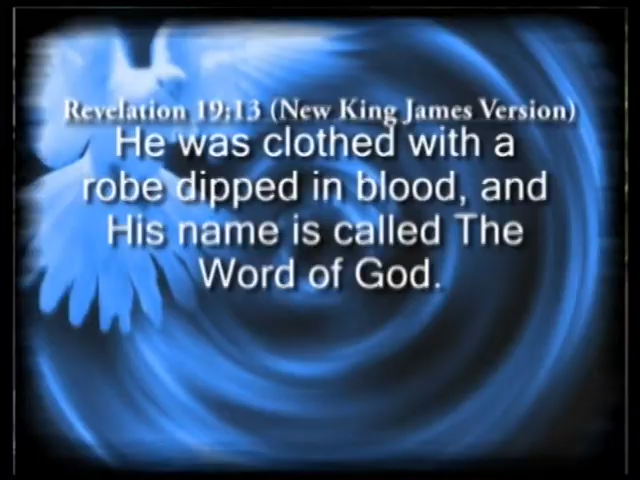 Revelation 19:13 (New King James Version)
He was clothed with a
robe dipped in blood, and
His name is called The
Word of God.